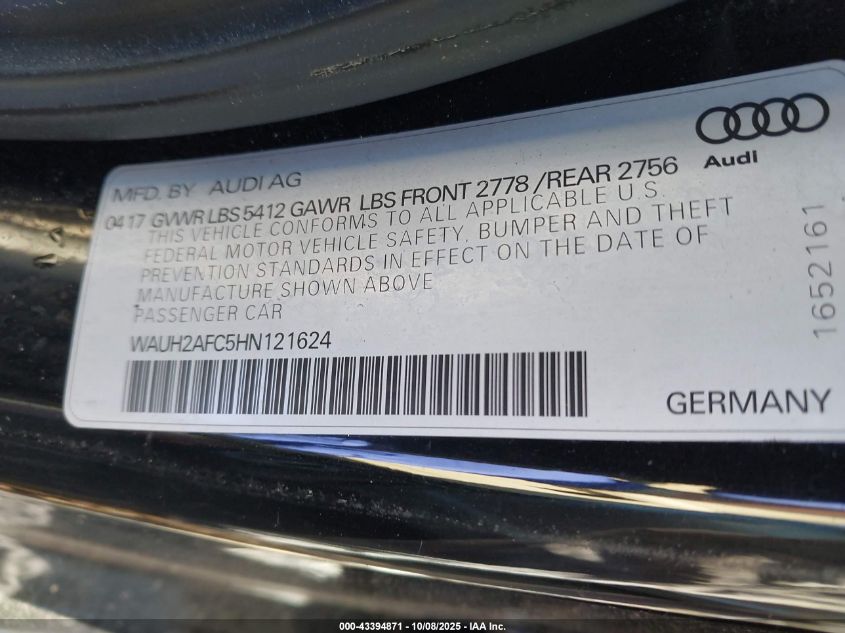 Audi
MFD. BY AUDI AG
0417 GVWR LBS 5412 GAWR LBS FRONT 2778 / REAR 2756
THIS VEHICLE CONFORMS TO ALL APPLICABLE U.S.
FEDERAL MOTOR VEHICLE SAFETY, BUMPER AND THEFT
PREVENTION STANDARDS IN EFFECT ON THE DATE OF
MANUFACTURE SHOWN ABOVE
PASSENGER CAR
WAUH2AFC5HN121624
GERMANY
1652161
000-43394871 - 10/08/2025 - IAA Inc.